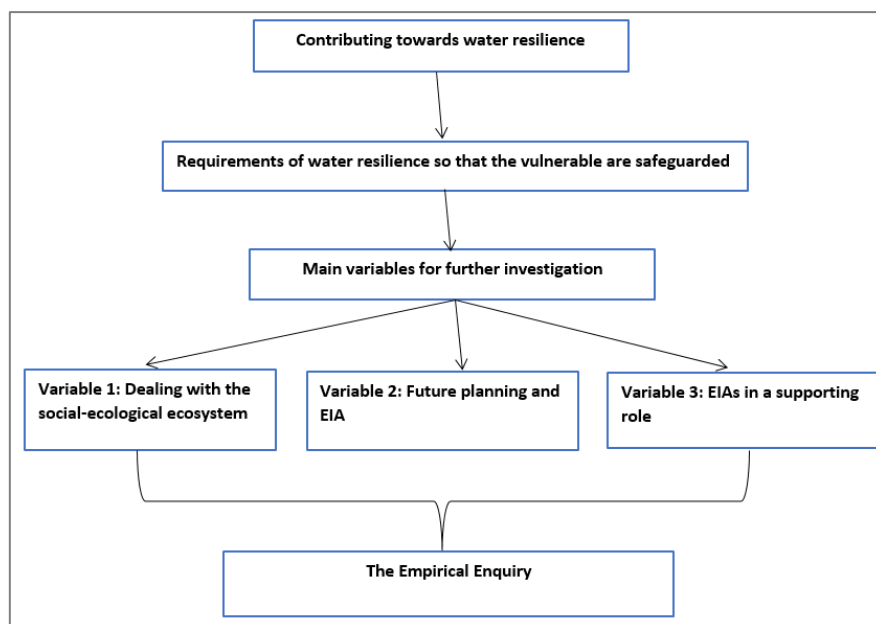 Contributing towards water resilience
Requirements of water resilience so that the vulnerable are safeguarded
Main variables for further investigation
Variable 1: Dealing with the
social-ecological ecosystem
Variable 2: Future planning and
EIA
Variable 3: EIAs in a supporting
role
The Empirical Enquiry